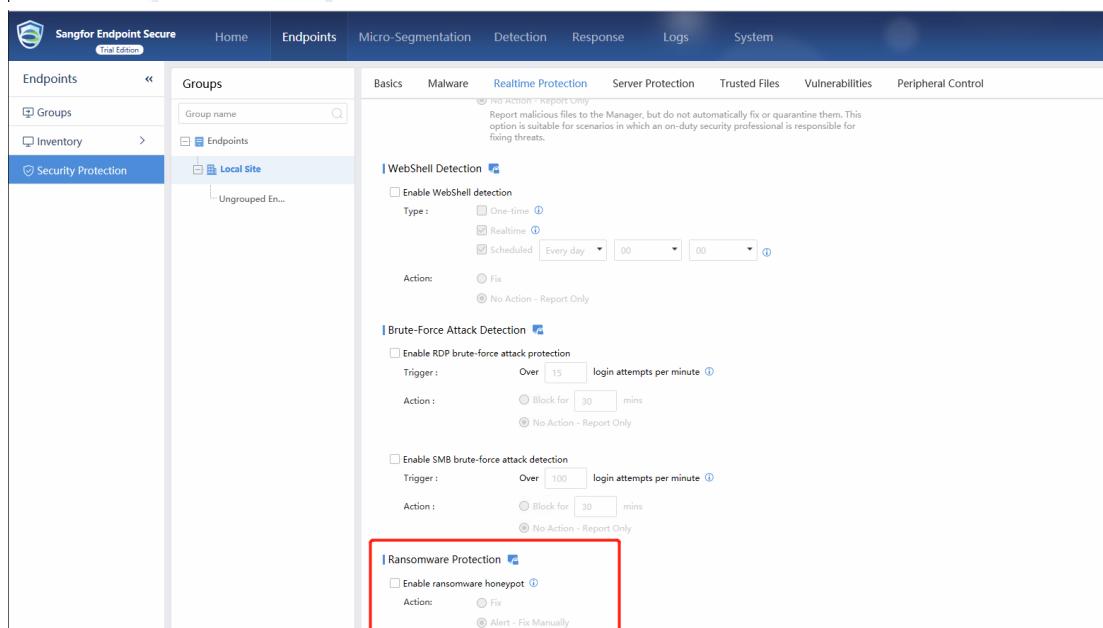 Sangfor Endpoint Secure
Trial Edition
Home Endpoints Micro-Segmentation Detection Response Logs System
Endpoints «
Groups
Inventory >
Security Protection
Groups
Group name
Endpoints
Local Site
Ungrouped En...
Basics Malware Realtime Protection Server Protection Trusted Files Vulnerabilities Peripheral Control
No Action - Report Only
Report malicious files to the Manager, but do not automatically fix or quarantine them. This
option is suitable for scenarios in which an on-duty security professional is responsible for
fixing threats.
WebShell Detection
Enable WebShell detection
Type : One-time
Realtime
Scheduled Every day 00 00
Action: Fix
No Action - Report Only
Brute-Force Attack Detection
Enable RDP brute-force attack protection
Trigger : Over 15 login attempts per minute
Action : Block for 30 mins
No Action - Report Only
Enable SMB brute-force attack detection
Trigger : Over 100 login attempts per minute
Action : Block for 30 mins
No Action - Report Only
Ransomware Protection
Enable ransomware honeypot
Action: Fix
Alert - Fix Manually